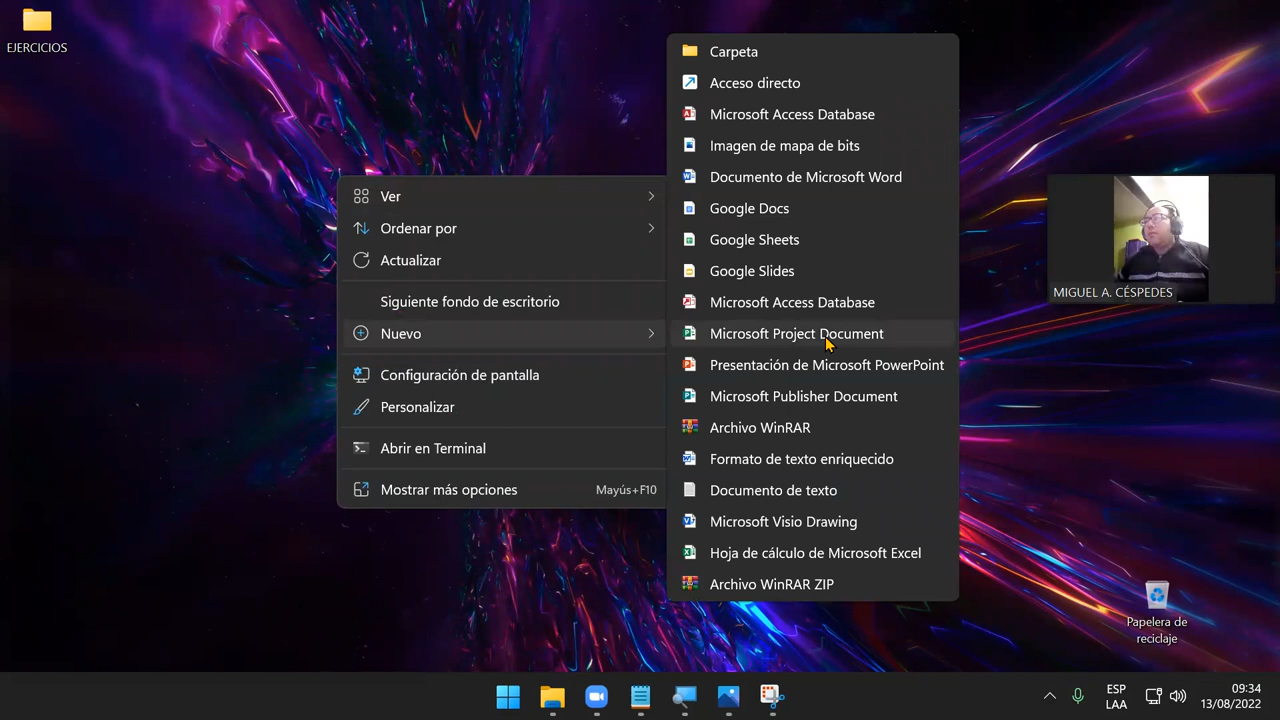 EJERCICIOS
Ver
Ordenar por
Actualizar
Siguiente fondo de escritorio
Nuevo
Configuración de pantalla
Personalizar
Abrir en Terminal
Mostrar más opciones Mayús+F10
Carpeta
Acceso directo
Microsoft Access Database
Imagen de mapa de bits
Documento de Microsoft Word
Google Docs
Google Sheets
Google Slides
Microsoft Access Database
Microsoft Project Document
Presentación de Microsoft PowerPoint
Microsoft Publisher Document
Archivo WinRAR
Formato de texto enriquecido
Documento de texto
Microsoft Visio Drawing
Hoja de cálculo de Microsoft Excel
Archivo WinRAR ZIP
MIGUEL A. CÉSPEDES
Papelera de
reciclaje
ESP
LAA
09:34
13/08/2022